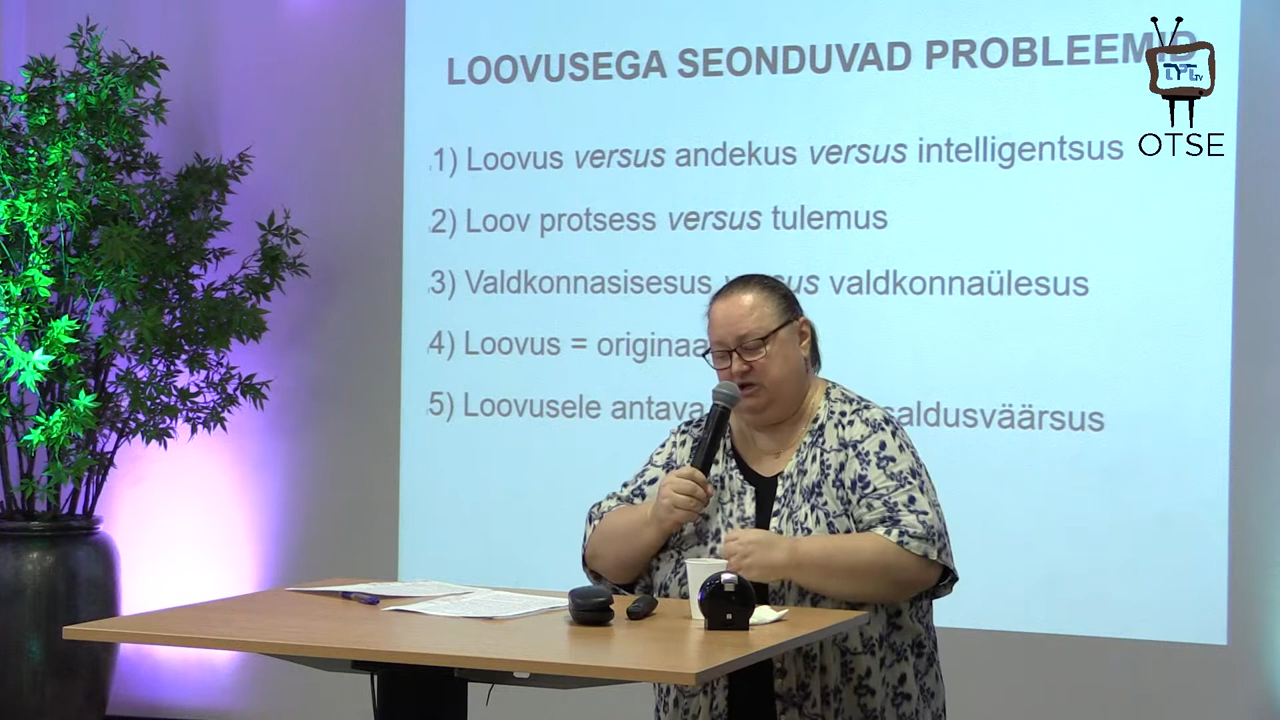 LOOVUSEGA SEONDUVAD PROBLEEMID
1) Loovus versus andekus versus intelligentsus
2) Loov protsess versus tulemus
3) Valdkonnasisesus versus valdkonnaülesus
4) Loovus =
5) Loovusele
OTSE